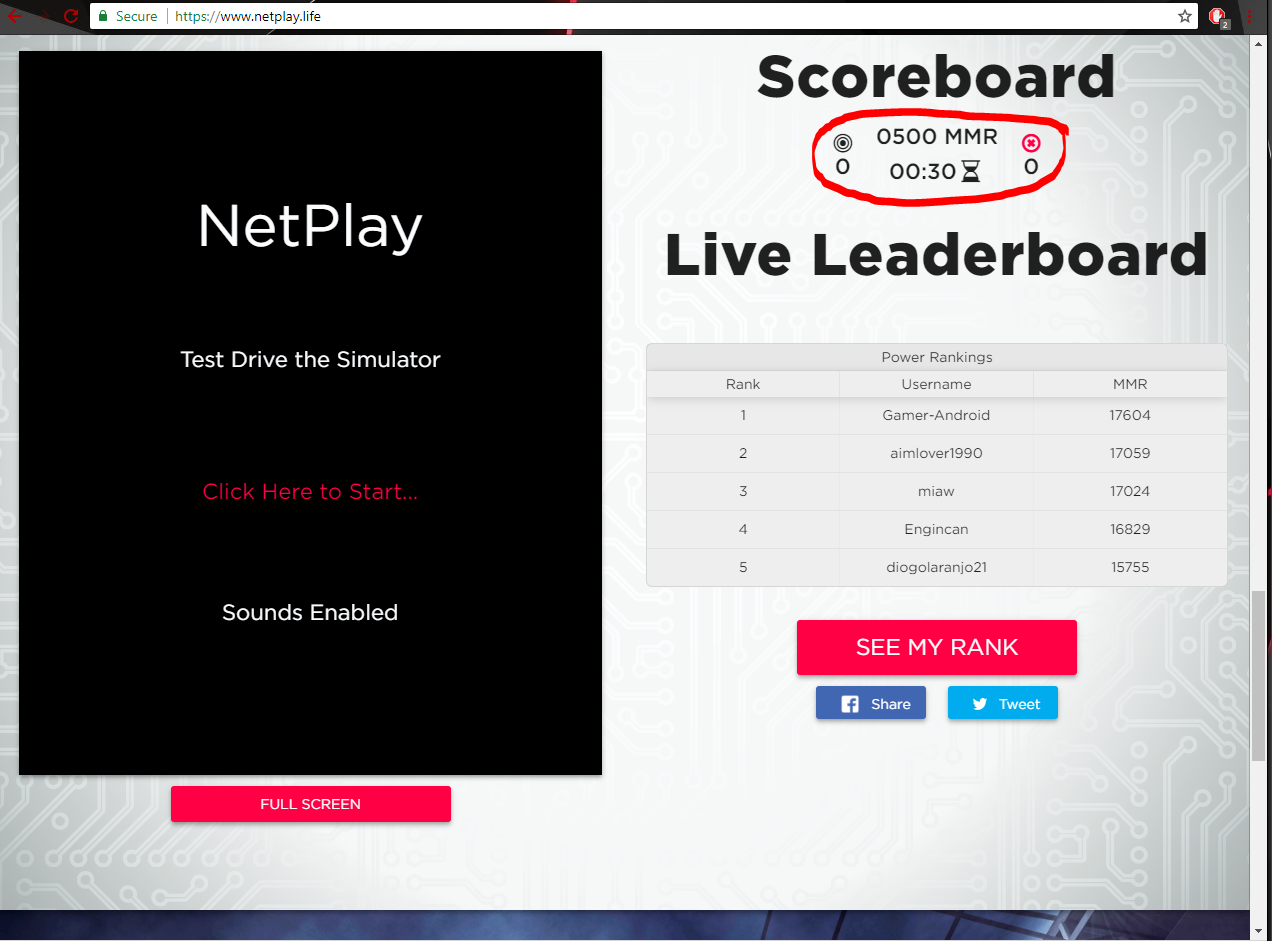 Secure https://www.netplay.life
2
NetPlay
Test Drive the Simulator
Click Here to Start...
Sounds Enabled
FULL SCREEN
Scoreboard
0500 MMR
0 00:30 0
Live Leaderboard
Power Rankings
Rank Username MMR
1 Gamer-Android 17604
2 aimlover1990 17059
3 miaw 17024
4 Engincan 16829
5 diogolaranjo21 15755
SEE MY RANK
Share Tweet